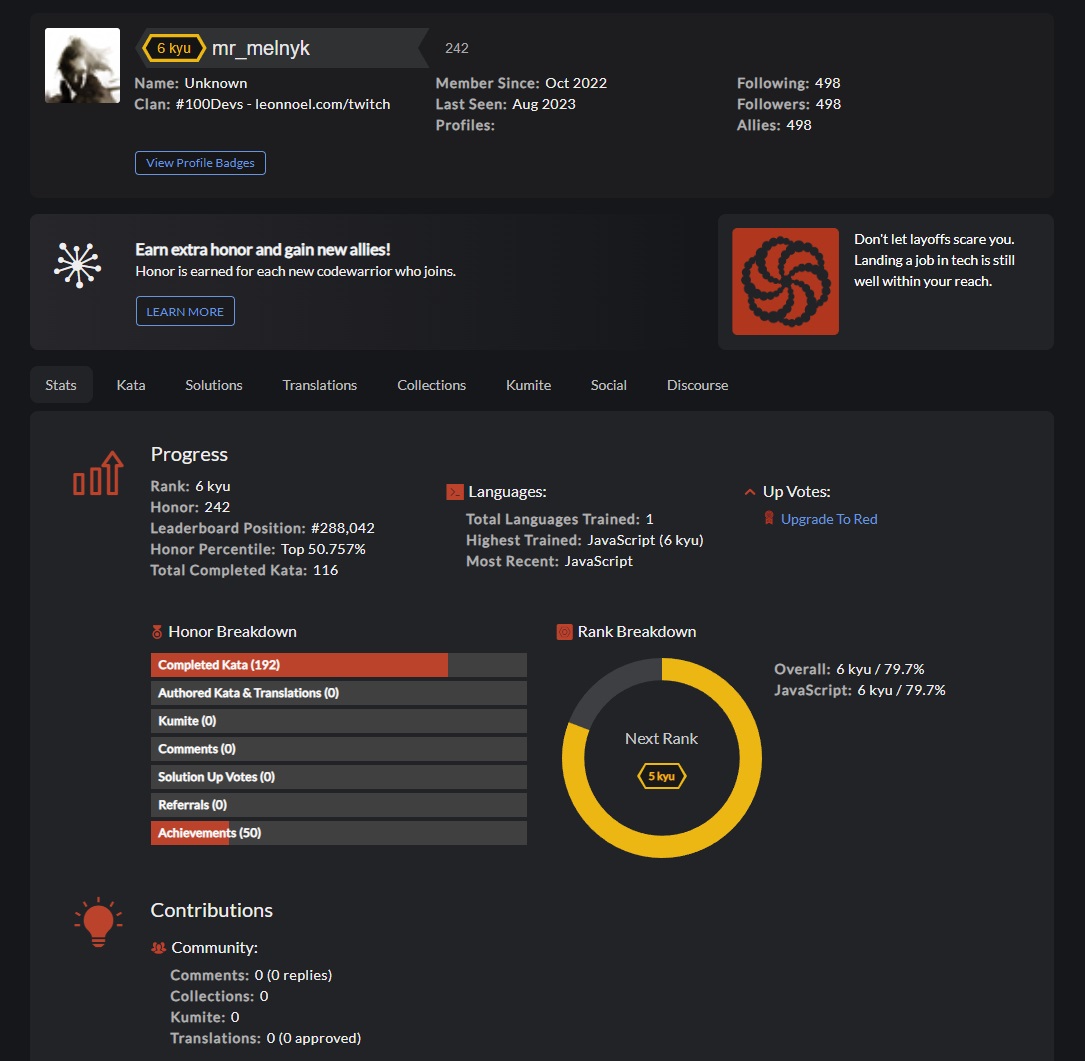 6 kyu mr_melnyk 242
Name: Unknown
Clan: #100Devs - leonnoel.com/twitch
Member Since: Oct 2022
Last Seen: Aug 2023
Profiles:
Following: 498
Followers: 498
Allies: 498
View Profile Badges
Earn extra honor and gain new allies!
Honor is earned for each new codewarrior who joins.
LEARN MORE
Don't let layoffs scare you.
Landing a job in tech is still
well within your reach.
Stats Kata Solutions Translations Collections Kumite Social Discourse
Progress
Rank: 6 kyu
Honor: 242
Leaderboard Position: #288,042
Honor Percentile: Top 50.757%
Total Completed Kata: 116
Languages:
Total Languages Trained: 1
Highest Trained: JavaScript (6 kyu)
Most Recent: JavaScript
Up Votes:
Upgrade To Red
Honor Breakdown
Completed Kata (192)
Authored Kata & Translations (0)
Kumite (0)
Comments (0)
Solution Up Votes (0)
Referrals (0)
Achievements (50)
Rank Breakdown
Next Rank
5 kyu
Overall: 6 kyu / 79.7%
JavaScript: 6 kyu / 79.7%
Contributions
Community:
Comments: 0 (0 replies)
Collections: 0
Kumite: 0
Translations: 0 (0 approved)